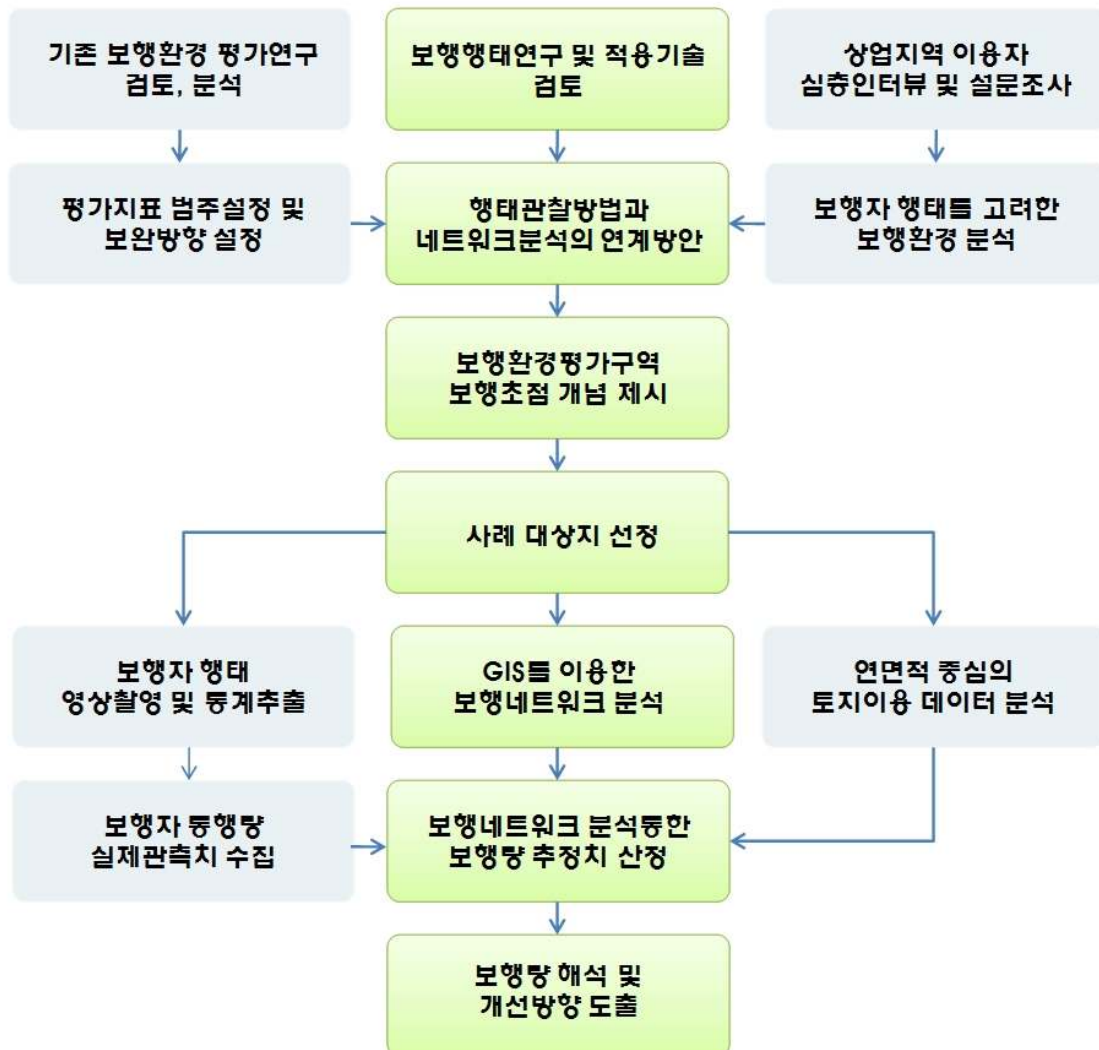 기존 보행환경 평가연구
검토, 분석
보행행태연구 및 적용기술
검토
상업지역 이용자
심층인터뷰 및 설문조사
평가지표 범주설정 및
보완방향 설정
행태관찰방법과
네트워크분석의 연계방안
보행자 행태를 고려한
보행환경 분석
보행환경평가구역
보행초점 개념 제시
사례 대상지 선정
보행자 행태
영상촬영 및 통계추출
GIS를 이용한
보행네트워크 분석
연면적 중심의
토지이용 데이터 분석
보행자 통행량
실제관측치 수집
보행네트워크 분석통한
보행량 추정치 산정
보행량 해석 및
개선방향 도출